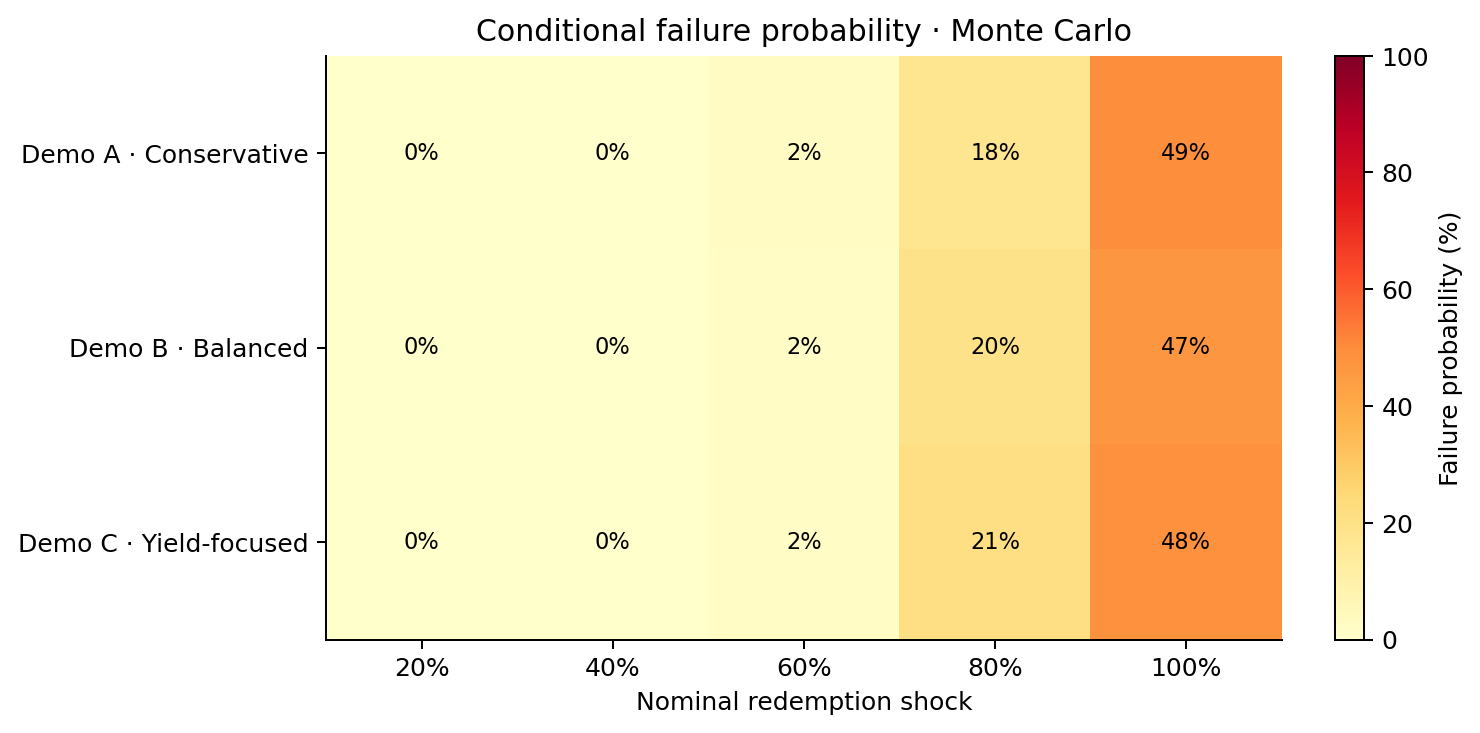 Conditional failure probability · Monte Carlo
Demo A · Conservative
0% 0% 2% 18% 49%
Demo B · Balanced
0% 0% 2% 20% 47%
Demo C · Yield-focused
0% 0% 2% 21% 48%
20% 40% 60% 80% 100%
Nominal redemption shock
100
80
60
40
20
0
Failure probability (%)